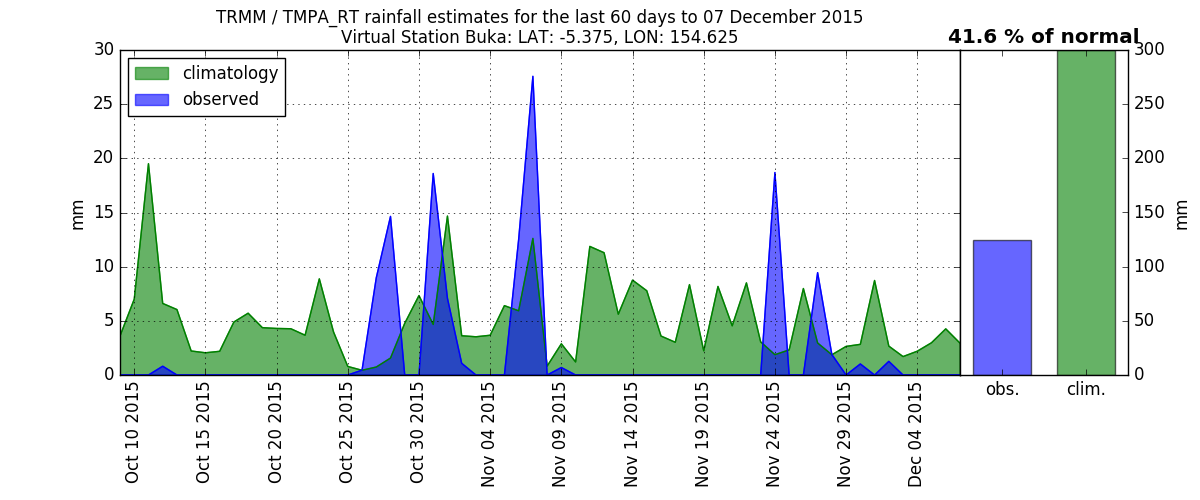 TRMM / TMPA_RT rainfall estimates for the last 60 days to 07 December 2015
Virtual Station Buka: LAT: -5.375, LON: 154.625
41.6 % of normal
climatology
observed
mm
30
25
20
15
10
5
0
Oct 10 2015
Oct 15 2015
Oct 20 2015
Oct 25 2015
Oct 30 2015
Nov 04 2015
Nov 09 2015
Nov 14 2015
Nov 19 2015
Nov 24 2015
Nov 29 2015
Dec 04 2015
obs.
clim.
300
250
200
150
100
50
0
mm